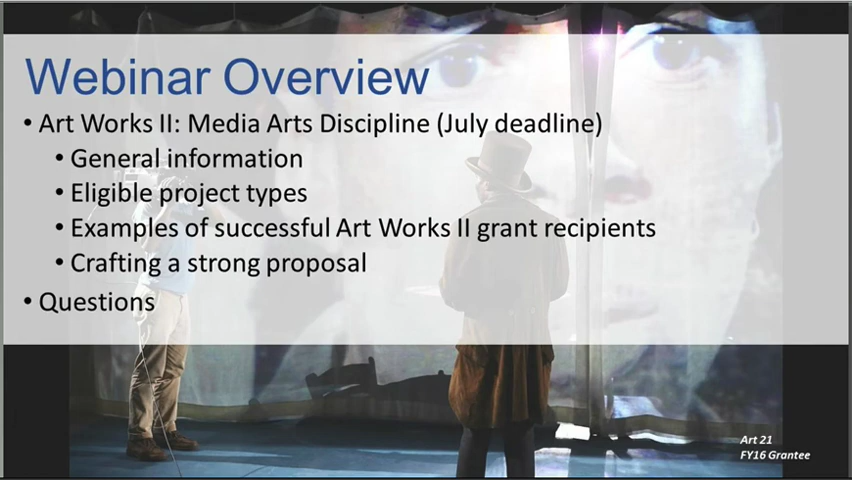 Webinar Overview
• Art Works II: Media Arts Discipline (July deadline)
• General information
• Eligible project types
• Examples of successful Art Works II grant recipients
• Crafting a strong proposal
• Questions
Art 21
FY16 Grantee